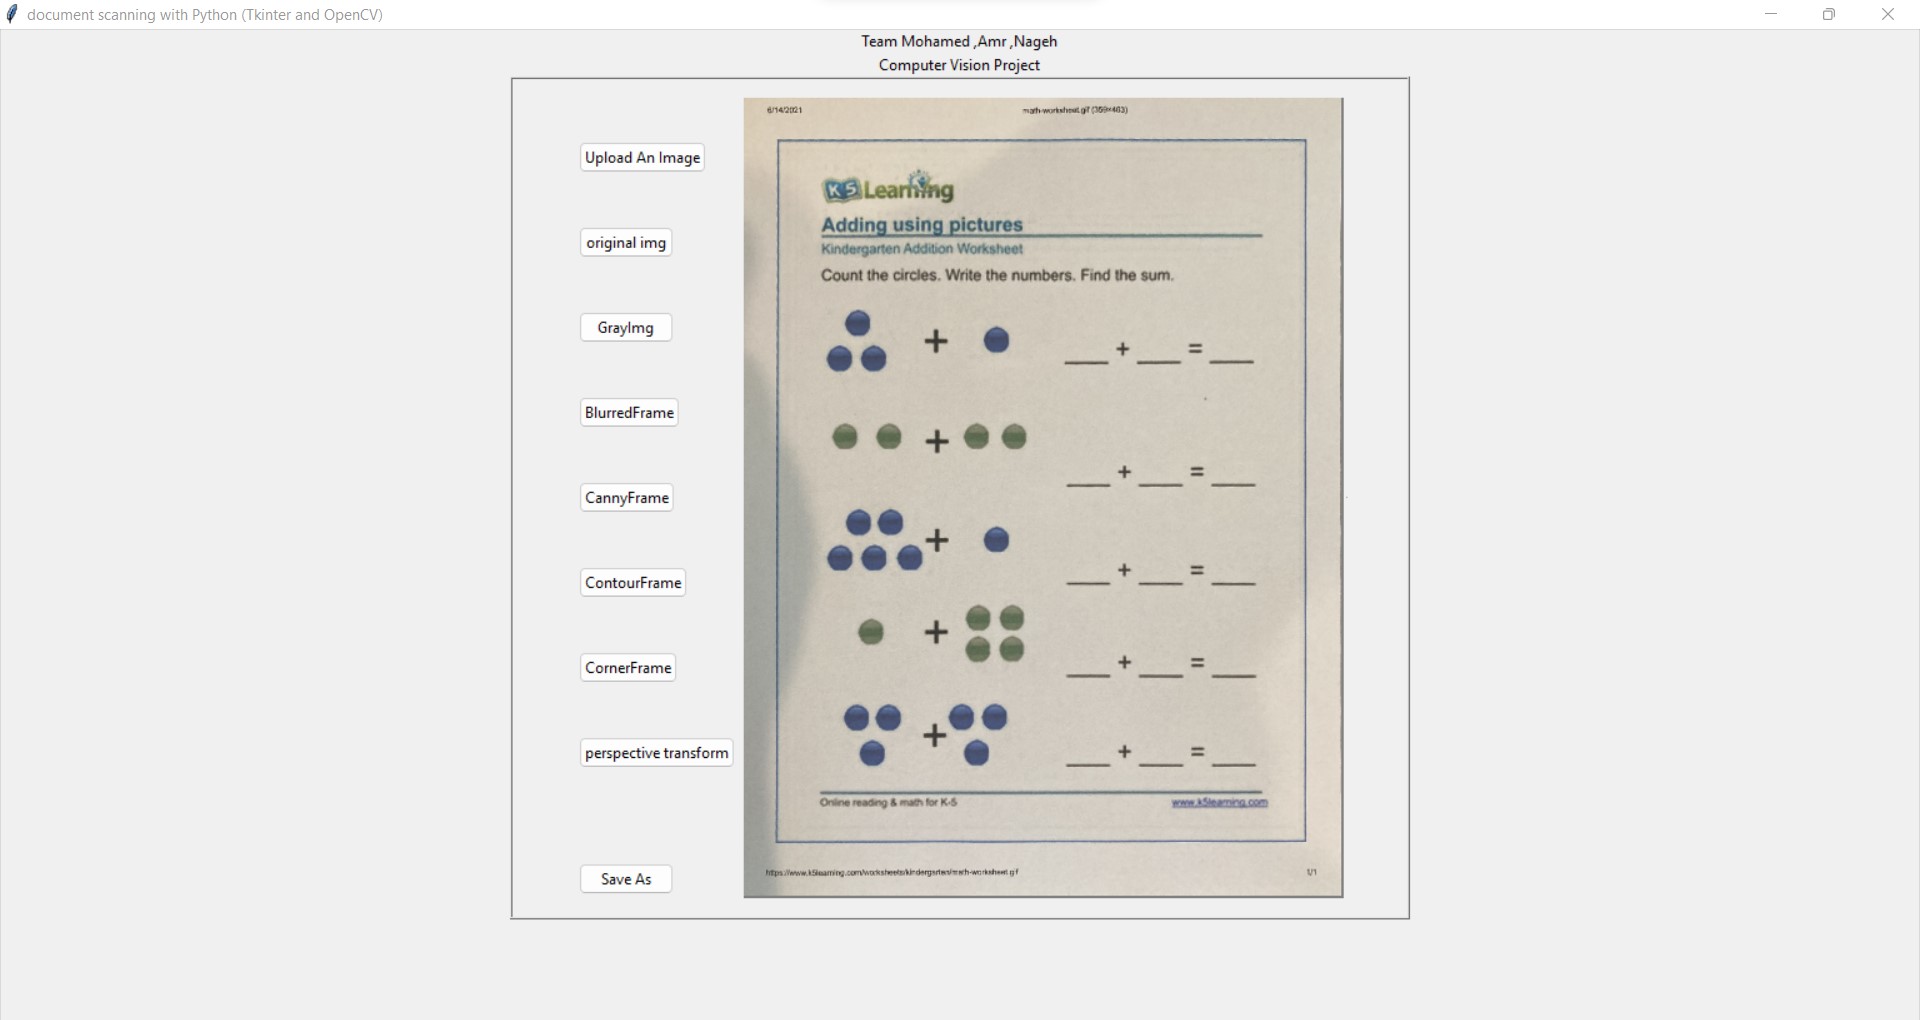 document scanning with Python (Tkinter and OpenCV)
Team Mohamed ,Amr ,Nageh
Computer Vision Project
Upload An Image
original img
GrayImg
BlurredFrame
CannyFrame
ContourFrame
CornerFrame
perspective transform
Save As
6/14/2021 math-worksheet.gif (359×463)
K5 Learning
Adding using pictures
Kindergarten Addition Worksheet
Count the circles. Write the numbers. Find the sum.
+ ___ + ___ = ___
+ ___ + ___ = ___
+ ___ + ___ = ___
+ ___ + ___ = ___
+ ___ + ___ = ___
Online reading & math for K-5 www.k5learning.com
https://www.k5learning.com/worksheets/kindergarten/math-worksheet.gif 1/1